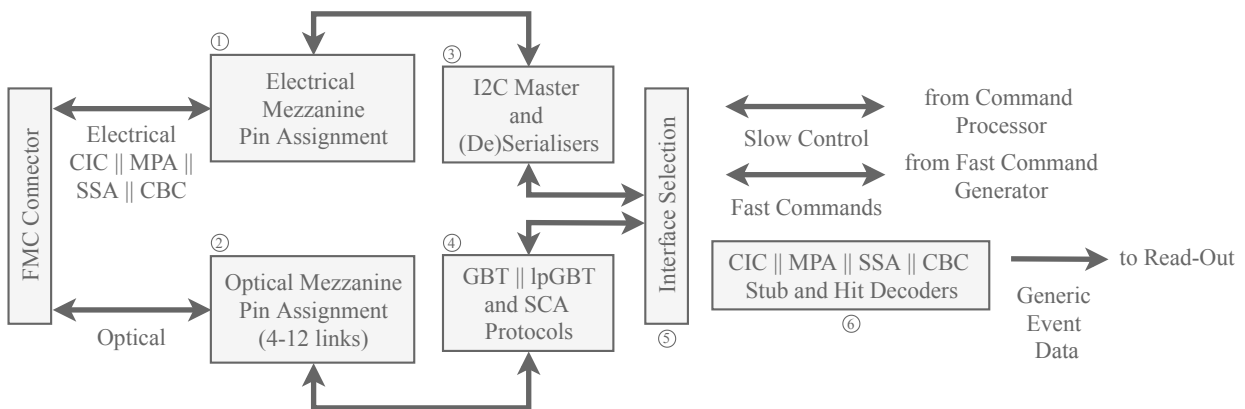 FMC Connector
Electrical
CIC || MPA ||
SSA || CBC
Optical
①
Electrical
Mezzanine
Pin Assignment
②
Optical Mezzanine
Pin Assignment
(4-12 links)
③
I2C Master
and
(De)Serialisers
④
GBT || lpGBT
and SCA
Protocols
Interface Selection
⑤
Slow Control
from Command
Processor
Fast Commands
from Fast Command
Generator
CIC || MPA || SSA || CBC
Stub and Hit Decoders
⑥
to Read-Out
Generic
Event
Data